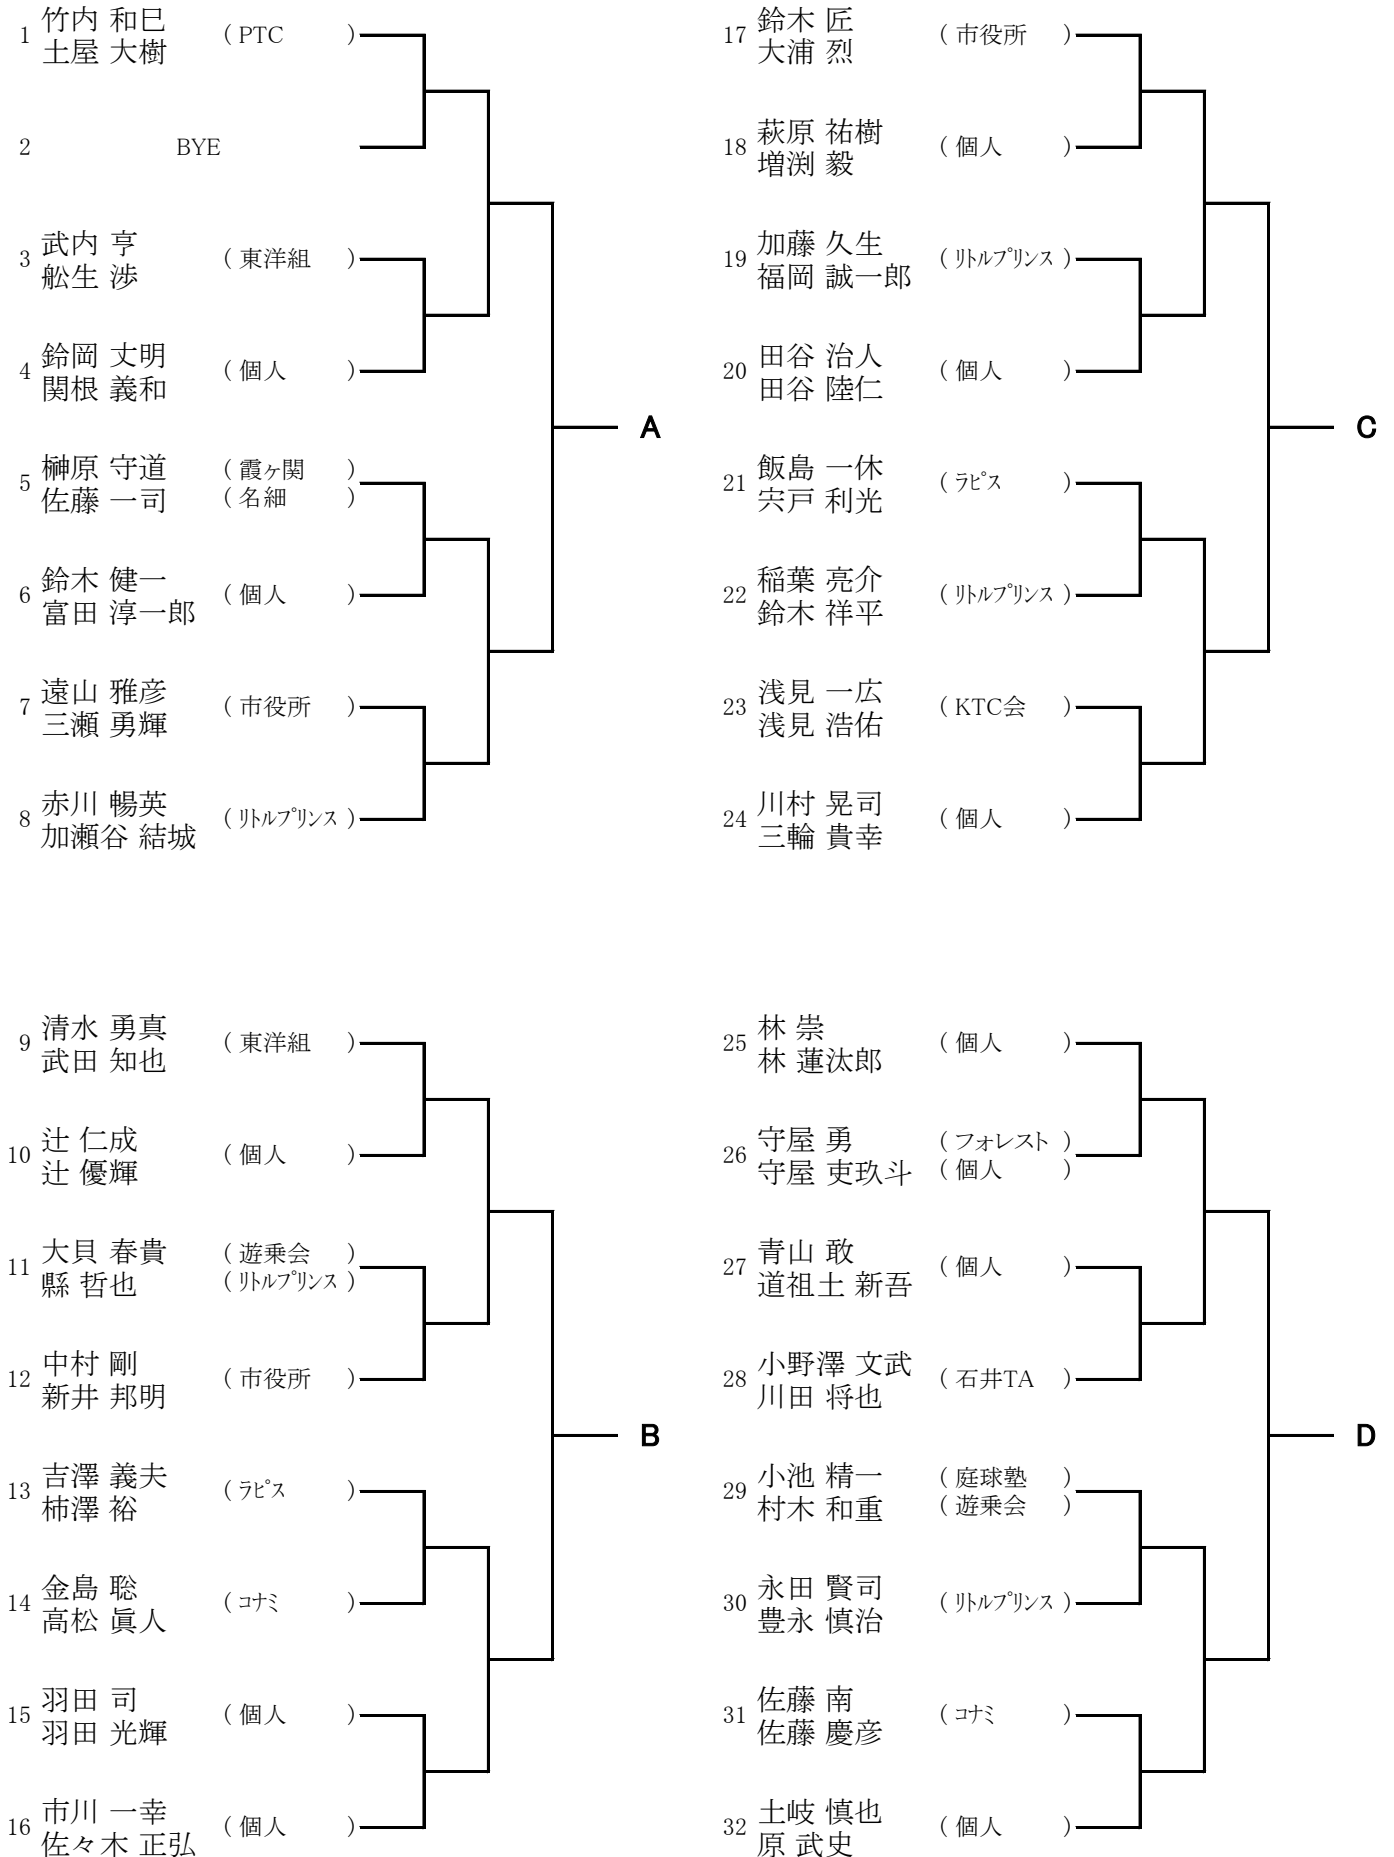 1 竹内 和巳 ( PTC )
土屋 大樹
2 BYE
3 武内 亨 ( 東洋組 )
舩生 渉
4 鈴岡 丈明 ( 個人 )
関根 義和
A
5 榊原 守道 ( 霞ヶ関 )
佐藤 一司 ( 名細 )
6 鈴木 健一 ( 個人 )
富田 淳一郎
7 遠山 雅彦 ( 市役所 )
三瀬 勇輝
8 赤川 暢英 ( ﾘﾄﾙﾌﾟﾘﾝｽ )
加瀬谷 結城
9 清水 勇真 ( 東洋組 )
武田 知也
10 辻 仁成 ( 個人 )
辻 優輝
11 大貝 春貴 ( 遊乗会 )
縣 哲也 ( ﾘﾄﾙﾌﾟﾘﾝｽ )
12 中村 剛 ( 市役所 )
新井 邦明
B
13 吉澤 義夫 ( ﾗﾋﾟｽ )
柿澤 裕
14 金島 聡 ( ｺﾅﾐ )
高松 眞人
15 羽田 司 ( 個人 )
羽田 光輝
16 市川 一幸 ( 個人 )
佐々木 正弘
17 鈴木 匠 ( 市役所 )
大浦 烈
18 萩原 祐樹 ( 個人 )
増渕 毅
19 加藤 久生 ( ﾘﾄﾙﾌﾟﾘﾝｽ )
福岡 誠一郎
20 田谷 治人 ( 個人 )
田谷 陸仁
C
21 飯島 一休 ( ﾗﾋﾟｽ )
宍戸 利光
22 稲葉 亮介 ( ﾘﾄﾙﾌﾟﾘﾝｽ )
鈴木 祥平
23 浅見 一広 ( KTC会 )
浅見 浩佑
24 川村 晃司 ( 個人 )
三輪 貴幸
25 林 崇 ( 個人 )
林 蓮汰郎
26 守屋 勇 ( フォレスト )
守屋 吏玖斗 ( 個人 )
27 青山 敢 ( 個人 )
道祖土 新吾
28 小野澤 文武 ( 石井TA )
川田 将也
D
29 小池 精一 ( 庭球塾 )
村木 和重 ( 遊乗会 )
30 永田 賢司 ( ﾘﾄﾙﾌﾟﾘﾝｽ )
豊永 慎治
31 佐藤 南 ( ｺﾅﾐ )
佐藤 慶彦
32 土岐 慎也 ( 個人 )
原 武史